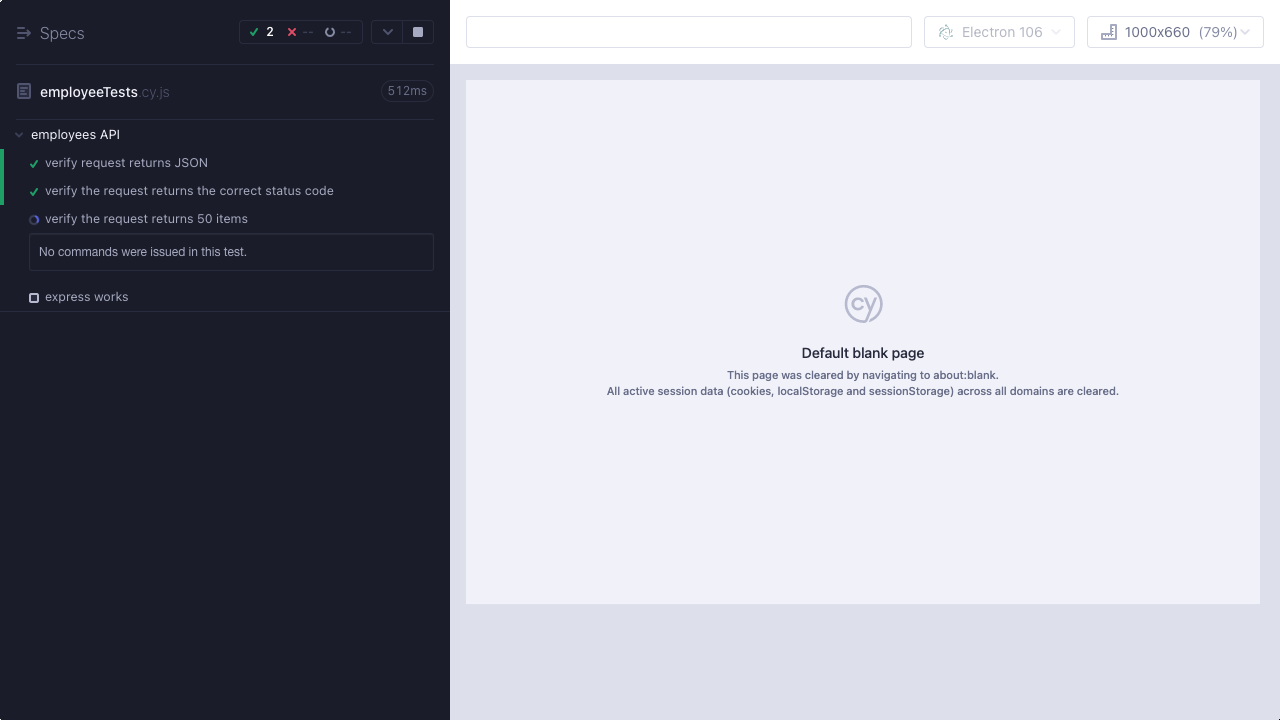 Specs
2 -- --
employeeTests.cy.js 512ms
employees API
verify request returns JSON
verify the request returns the correct status code
verify the request returns 50 items
No commands were issued in this test.
express works
Electron 106
1000x660 (79%)
cy
Default blank page
This page was cleared by navigating to about:blank.
All active session data (cookies, localStorage and sessionStorage) across all domains are cleared.